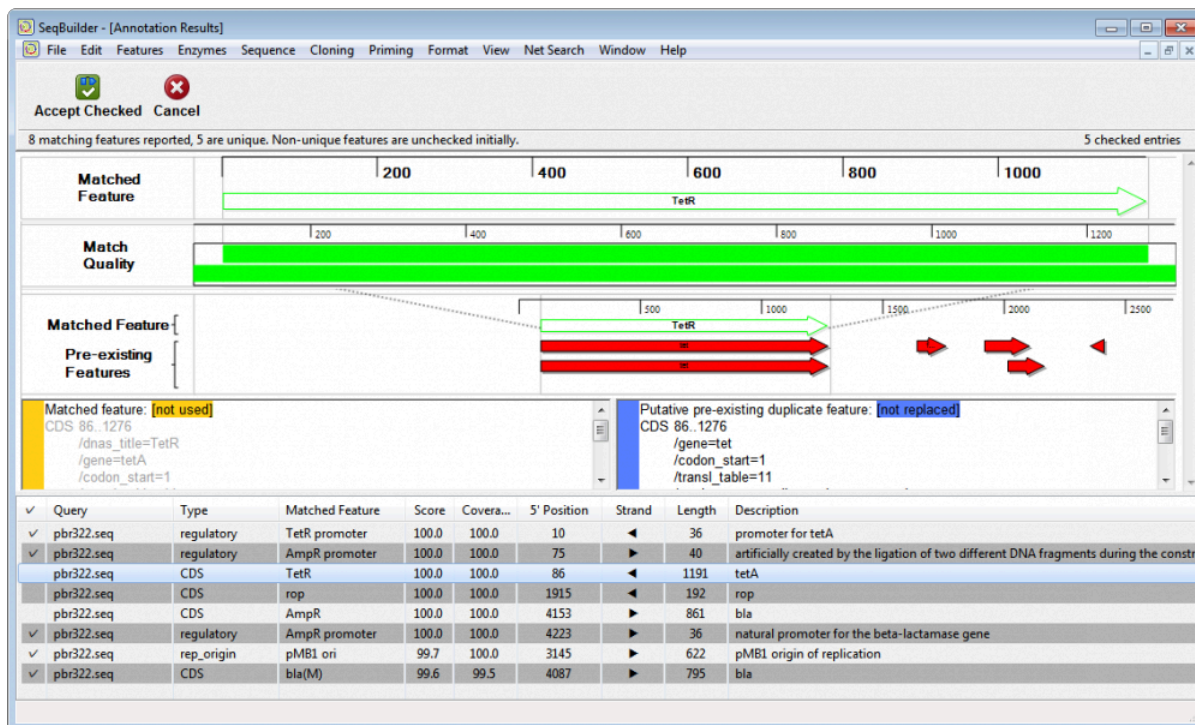 SeqBuilder - [Annotation Results]
File Edit Features Enzymes Sequence Cloning Priming Format View Net Search Window Help
Accept Checked Cancel
8 matching features reported, 5 are unique. Non-unique features are unchecked initially. 5 checked entries
200 400 600 800 1000
Matched Feature
TetR
200 400 600 800 1000 1200
Match Quality
500 1000 1500 2000 2500
Matched Feature
TetR
Pre-existing Features
Matched feature: [not used]
CDS 86..1276
/dnas_title=TetR
/gene=tetA
/codon_start=1
Putative pre-existing duplicate feature: [not replaced]
CDS 86..1276
/gene=tet
/codon_start=1
/transl_table=11
✓ Query Type Matched Feature Score Covera... 5' Position Strand Length Description
✓ pbr322.seq regulatory TetR promoter 100.0 100.0 10 ◄ 36 promoter for tetA
✓ pbr322.seq regulatory AmpR promoter 100.0 100.0 75 ► 40 artificially created by the ligation of two different DNA fragments during the constr
pbr322.seq CDS TetR 100.0 100.0 86 ◄ 1191 tetA
pbr322.seq CDS rop 100.0 100.0 1915 ◄ 192 rop
pbr322.seq CDS AmpR 100.0 100.0 4153 ► 861 bla
✓ pbr322.seq regulatory AmpR promoter 100.0 100.0 4223 ► 36 natural promoter for the beta-lactamase gene
✓ pbr322.seq rep_origin pMB1 ori 99.7 100.0 3145 ► 622 pMB1 origin of replication
✓ pbr322.seq CDS bla(M) 99.6 99.5 4087 ► 795 bla